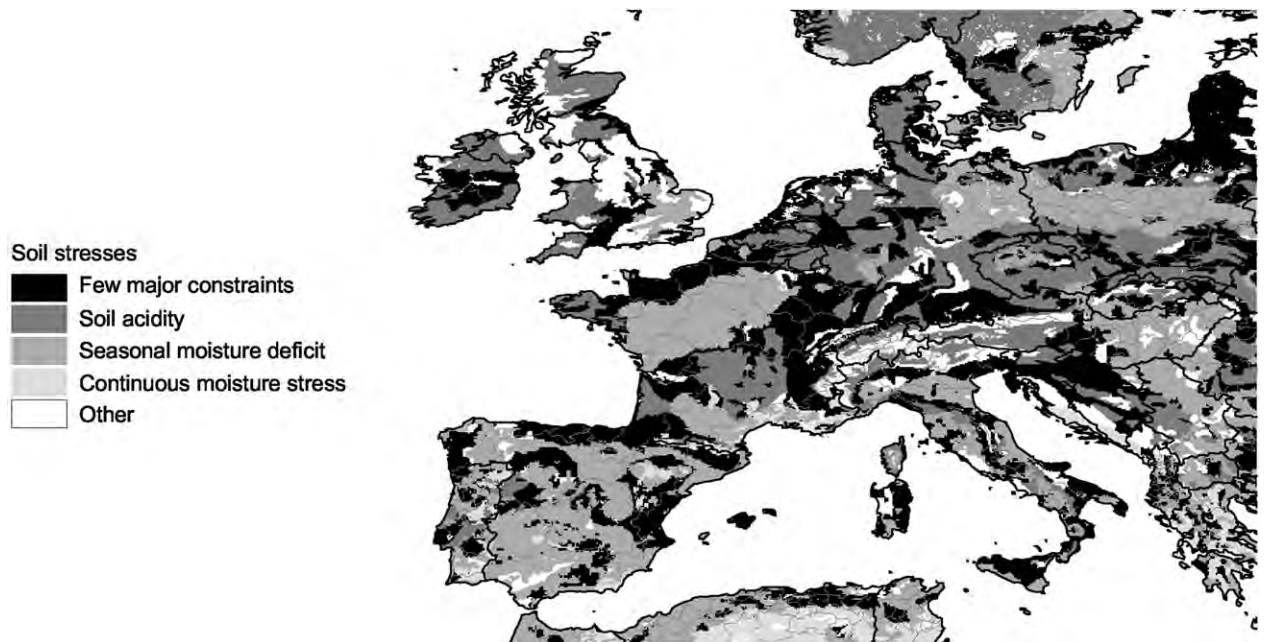 Soil stresses
Few major constraints
Soil acidity
Seasonal moisture deficit
Continuous moisture stress
Other